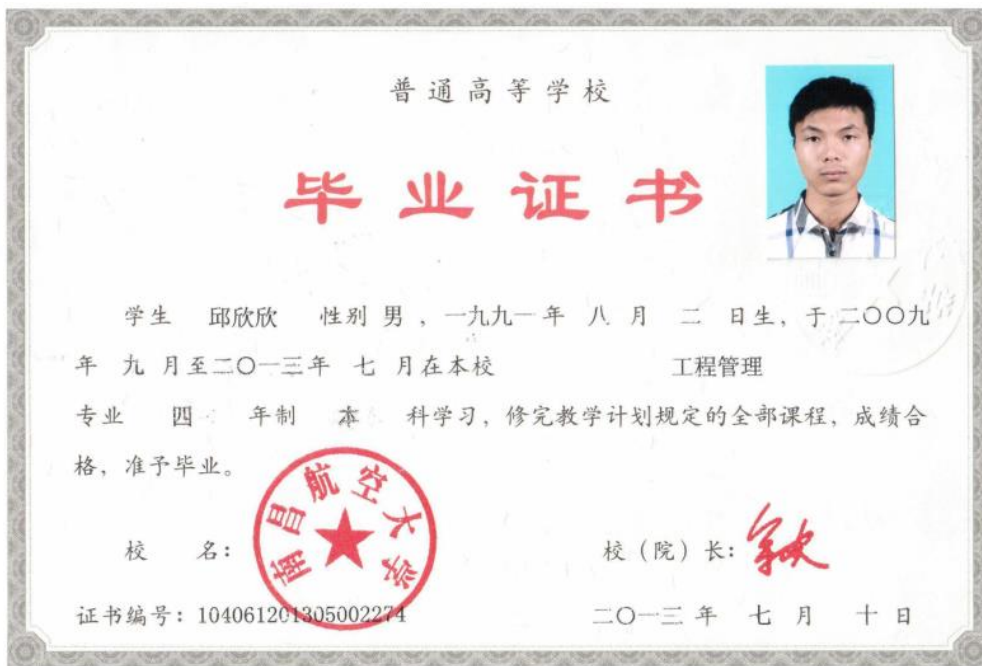 普通高等学校
毕业证书
学生 邱欣欣 性别 男 ，一九九一年 八 月 二 日生，于 二〇〇九
年 九 月至二〇一三年 七 月在本校 工程管理
专业 四 年制 本 科学习，修完教学计划规定的全部课程，成绩合
格，准予毕业。
南昌航空大学
校 名： 校（院）长：
证书编号：104061201305002274 二〇一三年 七 月 十 日